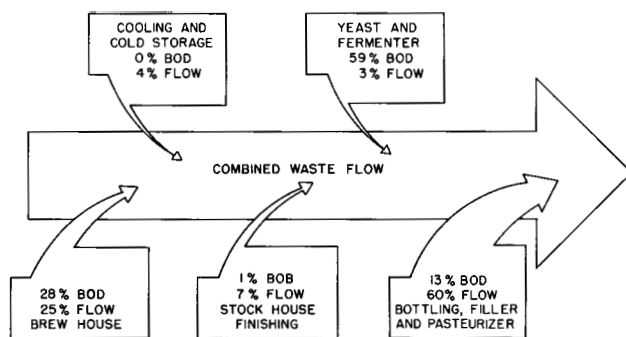 COOLING AND
COLD STORAGE
0% BOD
4% FLOW
YEAST AND
FERMENTER
59% BOD
3% FLOW
COMBINED WASTE FLOW
28% BOD
25% FLOW
BREW HOUSE
1% BOB
7% FLOW
STOCK HOUSE
FINISHING
13% BOD
60% FLOW
BOTTLING, FILLER
AND PASTEURIZER